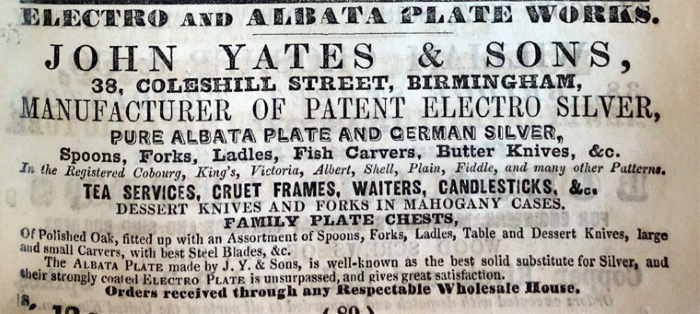 ELECTRO AND ALBATA PLATE WORKS.
JOHN YATES & SONS,
38, COLESHILL STREET, BIRMINGHAM,
MANUFACTURER OF PATENT ELECTRO SILVER,
PURE ALBATA PLATE AND GERMAN SILVER,
Spoons, Forks, Ladles, Fish Carvers, Butter Knives, &c.
In the Registered Cobourg, King's, Victoria, Albert, Shell, Plain, Fiddle, and many other Patterns.
TEA SERVICES, CRUET FRAMES, WAITERS, CANDLESTICKS, &c.
DESSERT KNIVES AND FORKS IN MAHOGANY CASES.
FAMILY PLATE CHESTS,
Of Polished Oak, fitted up with an Assortment of Spoons, Forks, Ladles, Table and Dessert Knives, large
and small Carvers, with best Steel Blades, &c.
The ALBATA PLATE made by J. Y. & Sons, is well-known as the best solid substitute for Silver, and
their strongly coated ELECTRO PLATE is unsurpassed, and gives great satisfaction.
Orders received through any Respectable Wholesale House.